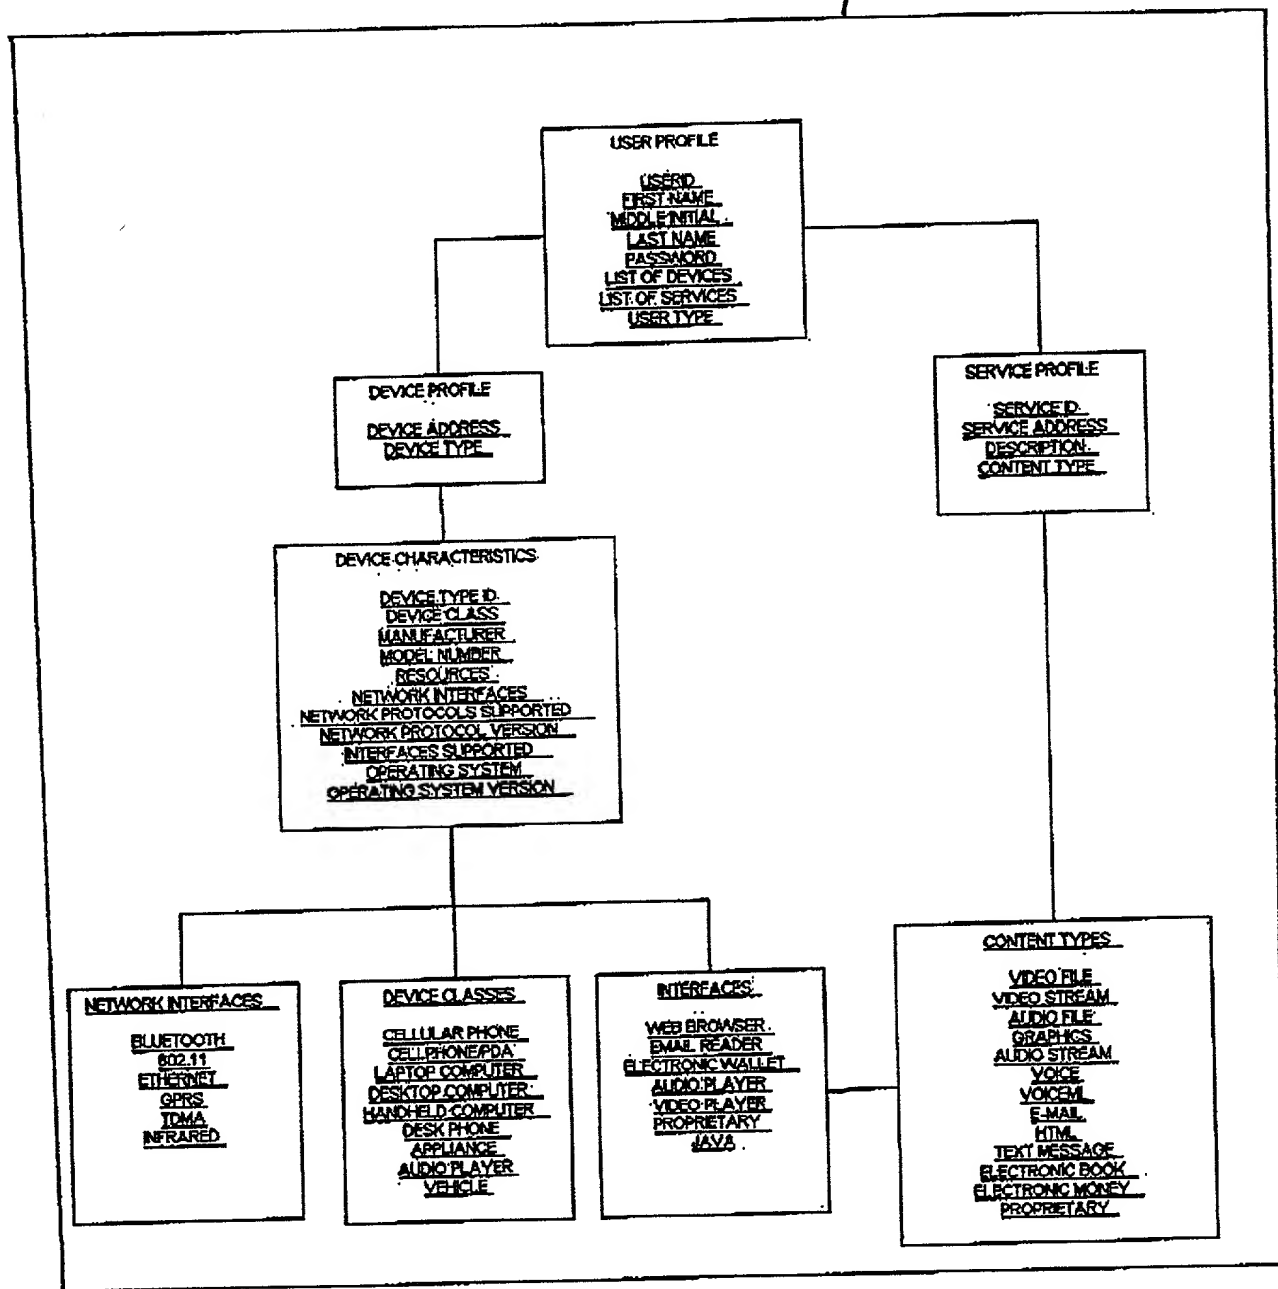 USER PROFILE
USERID
FIRST NAME
MIDDLE INITIAL
LAST NAME
PASSWORD
LIST OF DEVICES
LIST OF SERVICES
USER TYPE
DEVICE PROFILE
DEVICE ADDRESS
DEVICE TYPE
SERVICE PROFILE
SERVICE ID
SERVICE ADDRESS
DESCRIPTION
CONTENT TYPE
DEVICE CHARACTERISTICS
DEVICE TYPE ID
DEVICE CLASS
MANUFACTURER
MODEL NUMBER
RESOURCES
NETWORK INTERFACES
NETWORK PROTOCOLS SUPPORTED
NETWORK PROTOCOL VERSION
INTERFACES SUPPORTED
OPERATING SYSTEM
OPERATING SYSTEM VERSION
NETWORK INTERFACES
BLUETOOTH
802.11
ETHERNET
GPRS
TDMA
INFRARED
DEVICE CLASSES
CELLULAR PHONE
CELLPHONE/PDA
LAPTOP COMPUTER
DESKTOP COMPUTER
HANDHELD COMPUTER
DESK PHONE
APPLIANCE
AUDIO PLAYER
VEHICLE
INTERFACES
WEB BROWSER
EMAIL READER
ELECTRONIC WALLET
AUDIO PLAYER
VIDEO PLAYER
PROPRIETARY
JAVA
CONTENT TYPES
VIDEO FILE
VIDEO STREAM
AUDIO FILE
GRAPHICS
AUDIO STREAM
VOICE
VOICEML
E-MAIL
HTML
TEXT MESSAGE
ELECTRONIC BOOK
ELECTRONIC MONEY
PROPRIETARY